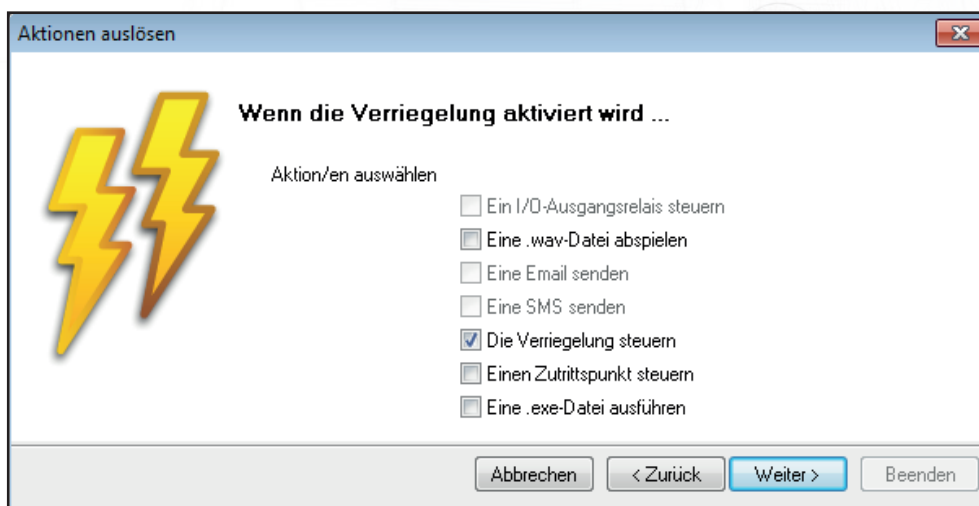 Aktionen auslösen
Wenn die Verriegelung aktiviert wird ...
Aktion/en auswählen
Ein I/O-Ausgangsrelais steuern
Eine .wav-Datei abspielen
Eine Email senden
Eine SMS senden
Die Verriegelung steuern
Einen Zutrittspunkt steuern
Eine .exe-Datei ausführen
Abbrechen < Zurück Weiter > Beenden